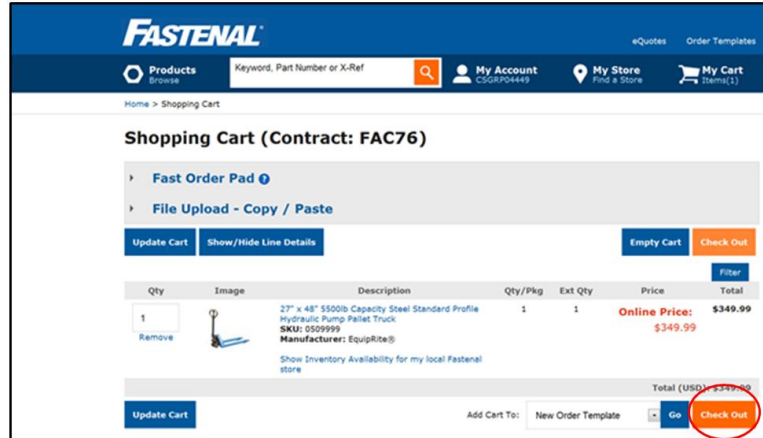 FASTENAL
eQuotes Order Templates
Products
Browse
Keyword, Part Number or X-Ref
My Account
CSGRP04449
My Store
Find a Store
My Cart
Items(1)
Home > Shopping Cart
Shopping Cart (Contract: FAC76)
Fast Order Pad ?
File Upload - Copy / Paste
Update Cart Show/Hide Line Details Empty Cart Check Out
Filter
Qty Image Description Qty/Pkg Ext Qty Price Total
1
Remove
27" x 48" 5500lb Capacity Steel Standard Profile
Hydraulic Pump Pallet Truck
SKU: 0509999
Manufacturer: EquipRite®
Show Inventory Availability for my local Fastenal
store
1 1
Online Price:
$349.99
$349.99
Total (USD): $349.99
Update Cart Add Cart To: New Order Template Go Check Out